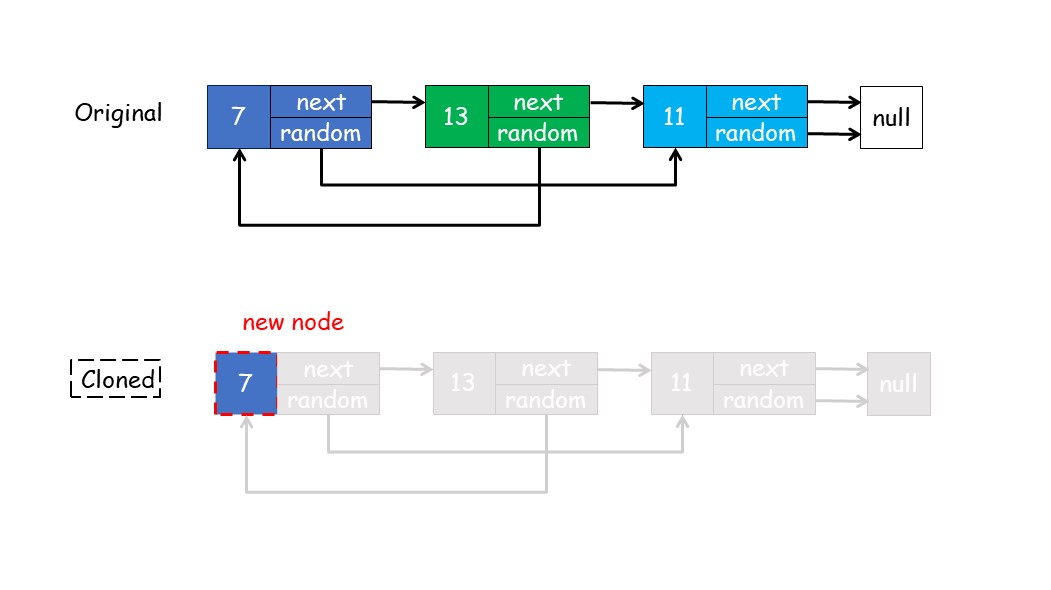 Original
7 next random
13 next random
11 next random
null
new node
Cloned
7 next random
13 next random
11 next random
null